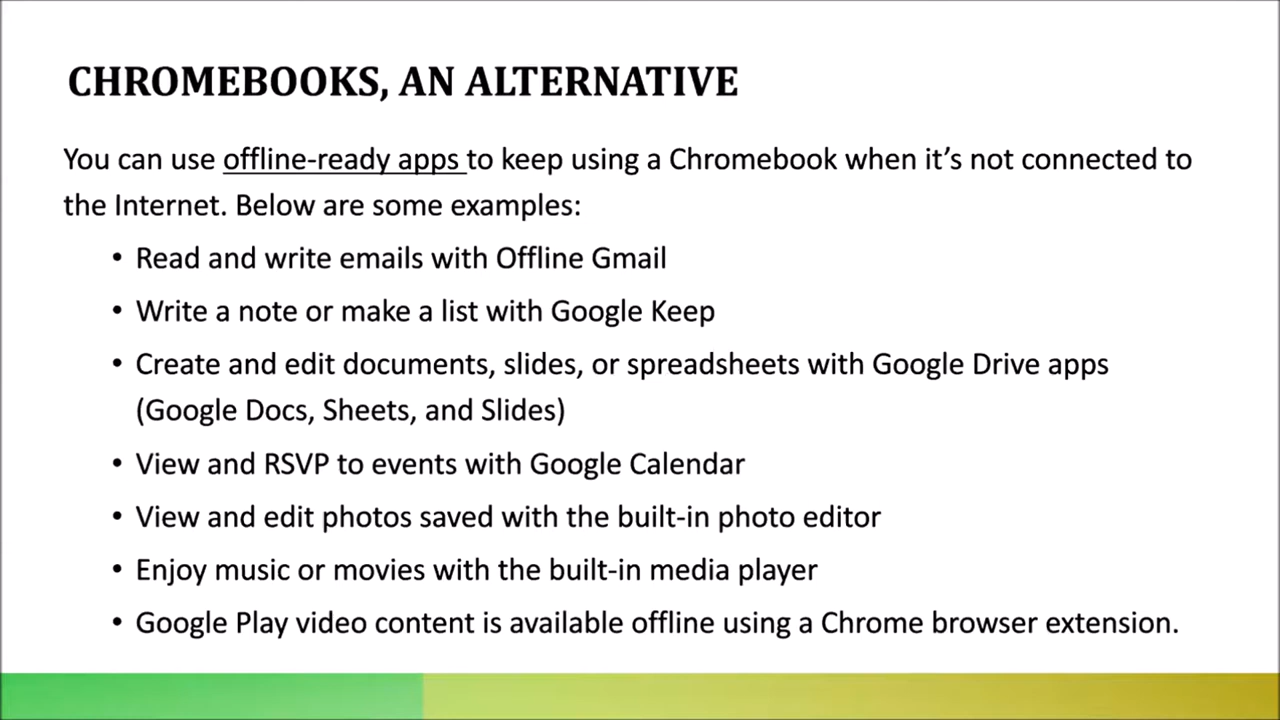 CHROMEBOOKS, AN ALTERNATIVE
You can use offline-ready apps to keep using a Chromebook when it’s not connected to
the Internet. Below are some examples:
• Read and write emails with Offline Gmail
• Write a note or make a list with Google Keep
• Create and edit documents, slides, or spreadsheets with Google Drive apps
(Google Docs, Sheets, and Slides)
• View and RSVP to events with Google Calendar
• View and edit photos saved with the built-in photo editor
• Enjoy music or movies with the built-in media player
• Google Play video content is available offline using a Chrome browser extension.